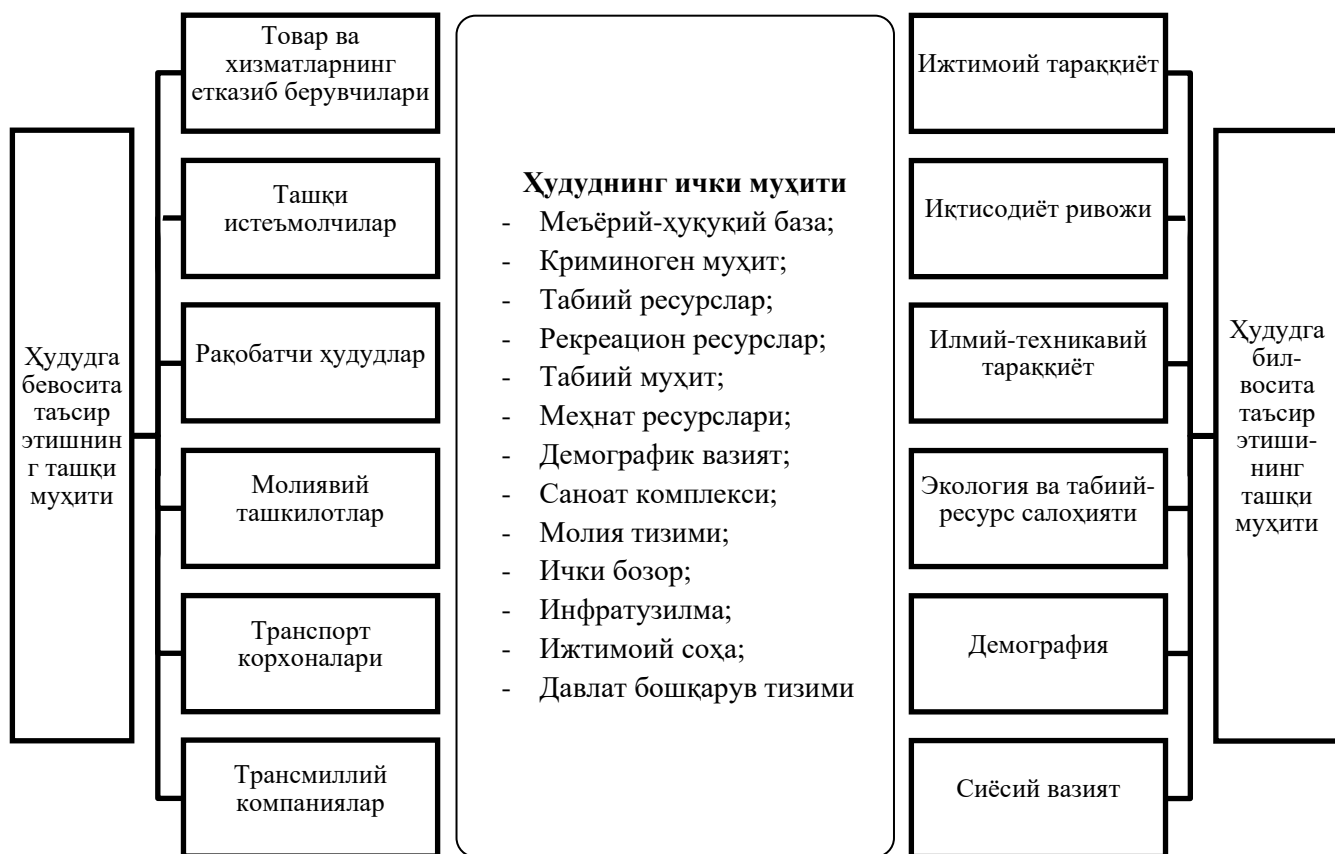 Ҳудудга
бевосита
таъсир
этишнин
г ташқи
муҳити
Товар ва
хизматларнинг
етказиб берувчилари
Ташқи
истеъмолчилар
Рақобатчи ҳудудлар
Молиявий
ташкилотлар
Транспорт
корхоналари
Трансмиллий
компаниялар
Ҳудуднинг ички муҳити
- Меъёрий-ҳуқуқий база;
- Криминоген муҳит;
- Табиий ресурслар;
- Рекреацион ресурслар;
- Табиий муҳит;
- Меҳнат ресурслари;
- Демографик вазият;
- Саноат комплекси;
- Молия тизими;
- Ички бозор;
- Инфратузилма;
- Ижтимоий соҳа;
- Давлат бошқарув тизими
Ижтимоий тараққиёт
Иқтисодиёт ривожи
Илмий-техникавий
тараққиёт
Экология ва табиий-
ресурс салоҳияти
Демография
Сиёсий вазият
Ҳудудга
бил-
восита
таъсир
этиши-
нинг
ташқи
муҳити